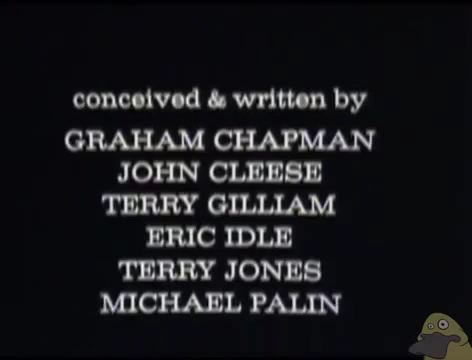 conceived & written by
GRAHAM CHAPMAN
JOHN CLEESE
TERRY GILLIAM
ERIC IDLE
TERRY JONES
MICHAEL PALIN